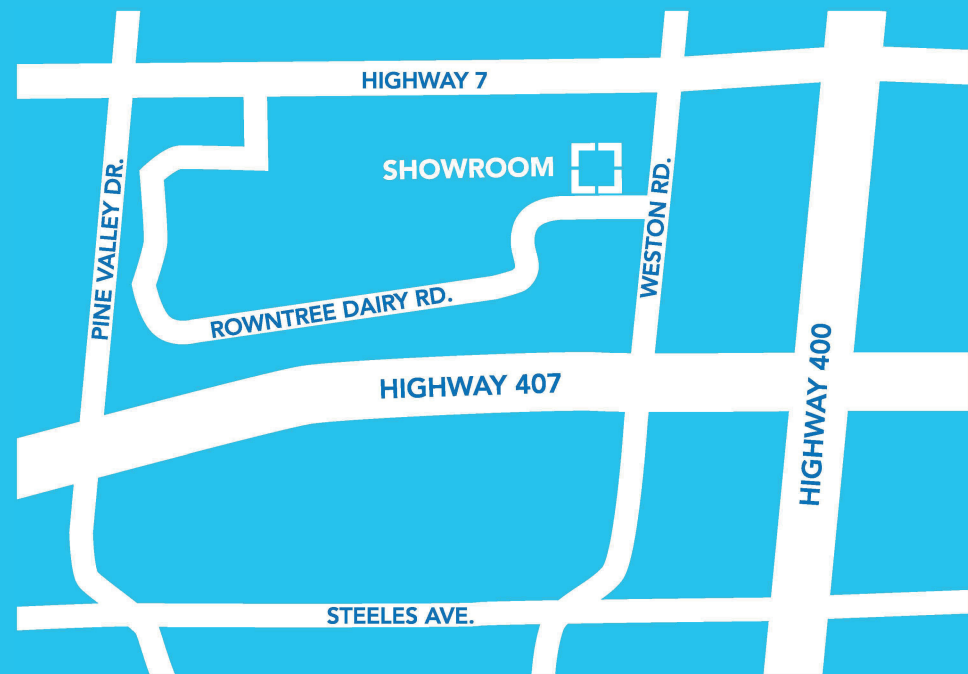 HIGHWAY 7
SHOWROOM
PINE VALLEY DR.
WESTON RD.
ROWNTREE DAIRY RD.
HIGHWAY 407
HIGHWAY 400
STEELES AVE.